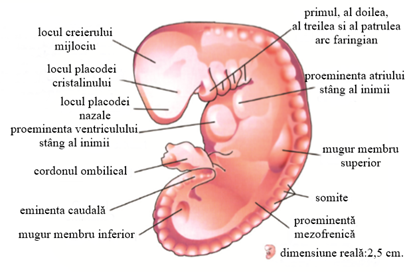 locul creierului
mijlociu
locul placodei
cristalinului
locul placodei
nazale
proeminenta ventriculului
stâng al inimii
cordonul ombilical
eminenta caudală
mugur membru inferior
primul, al doilea,
al treilea si al patrulea
arc faringian
proeminenta atriului
stâng al inimii
mugur membru
superior
somite
proeminentă
mezofrenică
dimensiune reală:2,5 cm.